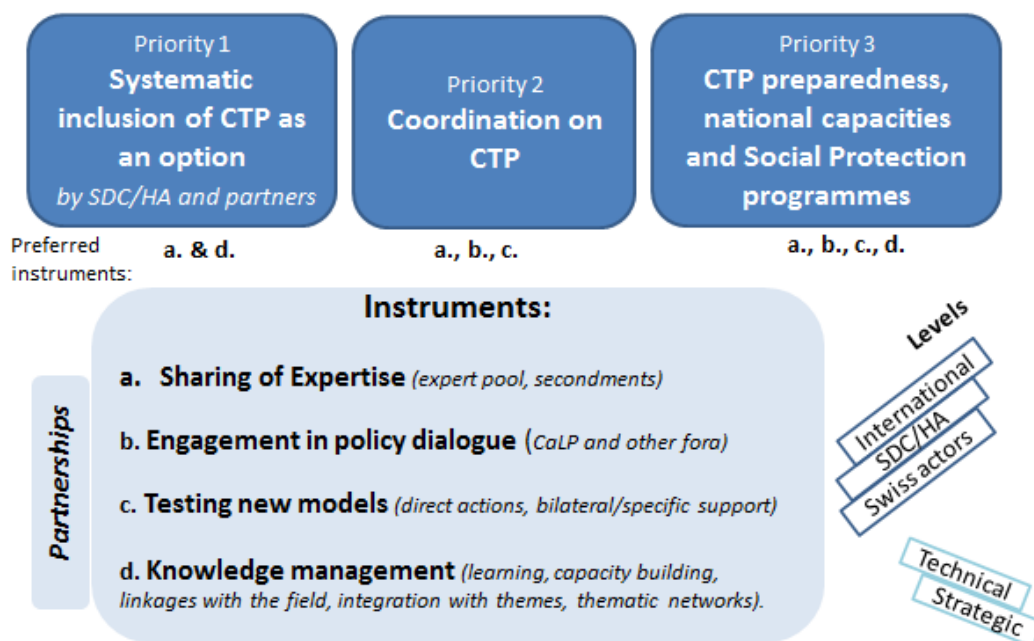 Priority 1
Systematic
inclusion of CTP as
an option
by SDC/HA and partners
Priority 2
Coordination on
CTP
Priority 3
CTP preparedness,
national capacities
and Social Protection
programmes
Preferred
instruments:
a. & d.
a., b., c.
a., b., c., d.
Instruments:
Partnerships
a. Sharing of Expertise (expert pool, secondments)
b. Engagement in policy dialogue (CaLP and other fora)
c. Testing new models (direct actions, bilateral/specific support)
d. Knowledge management (learning, capacity building,
linkages with the field, integration with themes, thematic networks).
Levels
International
SDC/HA
Swiss actors
Technical
Strategic